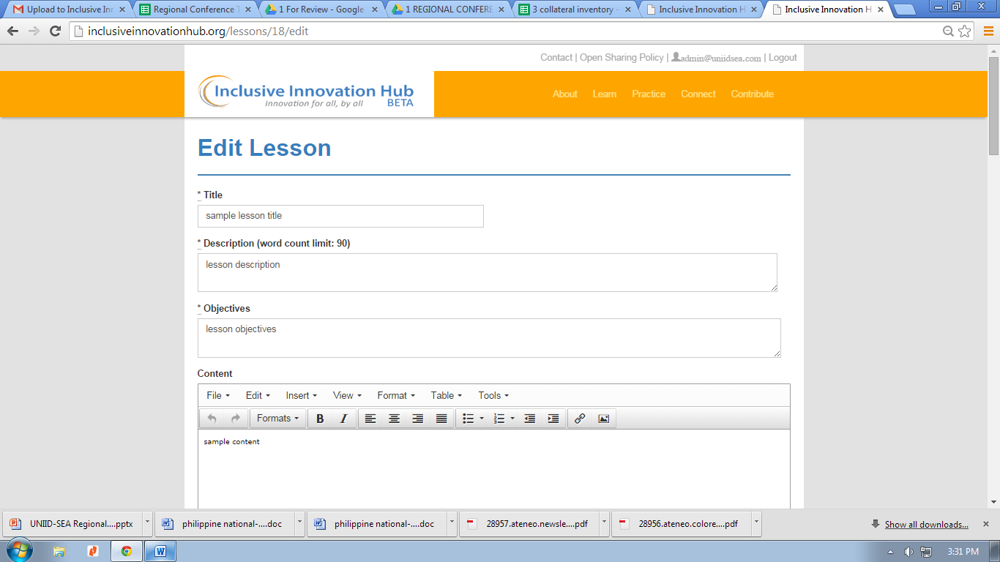 Upload to Inclusive Inn
Regional Conference T
1 For Review - Google
1 REGIONAL CONFERE
3 collateral inventory -
Inclusive Innovation H
Inclusive Innovation H
inclusiveinnovationhub.org/lessons/18/edit
Contact | Open Sharing Policy | admin@uniidsea.com | Logout
Inclusive Innovation Hub
BETA
Innovation for all, by all
About Learn Practice Connect Contribute
Edit Lesson
* Title
sample lesson title
* Description (word count limit: 90)
lesson description
* Objectives
lesson objectives
Content
File Edit Insert View Format Table Tools
Formats B I
sample content
UNIID-SEA Regional....pptx
philippine national-....doc
philippine national-....doc
28957.ateneo.newsle....pdf
28956.ateneo.colore....pdf
Show all downloads...
3:31 PM